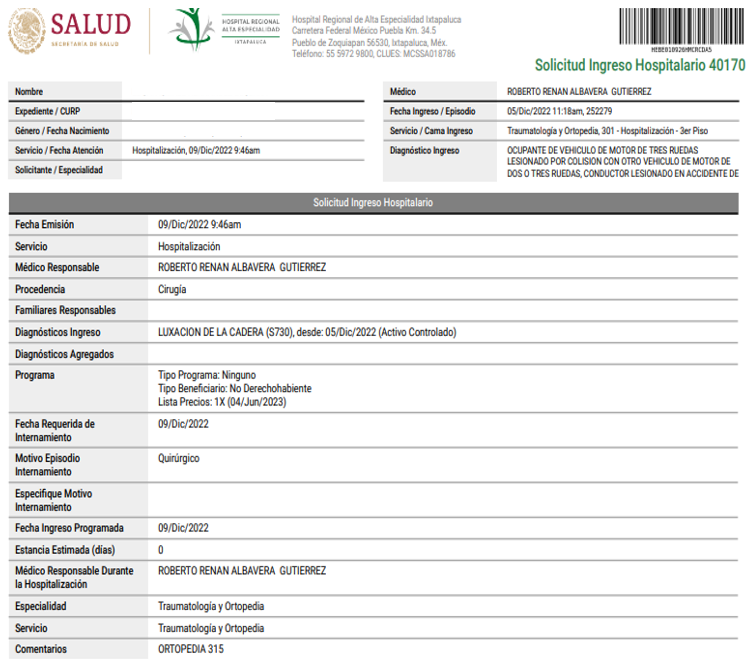 SALUD
SECRETARÍA DE SALUD
HOSPITAL REGIONAL
ALTA ESPECIALIDAD
IXTAPALUCA
Hospital Regional de Alta Especialidad Ixtapaluca
Carretera Federal México Puebla Km. 34.5
Pueblo de Zoquiapan 56530, Ixtapaluca, Méx.
Teléfono: 55 5972 9800, CLUES: MCSSA018786
HEBE010926HMCRCDA5
Solicitud Ingreso Hospitalario 40170
Nombre
Expediente / CURP
Género / Fecha Nacimiento
Servicio / Fecha Atención Hospitalización, 09/Dic/2022 9:46am
Solicitante / Especialidad
Médico ROBERTO RENAN ALBAVERA GUTIERREZ
Fecha Ingreso / Episodio 05/Dic/2022 11:18am, 252279
Servicio / Cama Ingreso Traumatología y Ortopedia, 301 - Hospitalización - 3er Piso
Diagnóstico Ingreso OCUPANTE DE VEHICULO DE MOTOR DE TRES RUEDAS
LESIONADO POR COLISION CON OTRO VEHICULO DE MOTOR DE
DOS O TRES RUEDAS, CONDUCTOR LESIONADO EN ACCIDENTE DE
Solicitud Ingreso Hospitalario
Fecha Emisión 09/Dic/2022 9:46am
Servicio Hospitalización
Médico Responsable ROBERTO RENAN ALBAVERA GUTIERREZ
Procedencia Cirugía
Familiares Responsables
Diagnósticos Ingreso LUXACION DE LA CADERA (S730), desde: 05/Dic/2022 (Activo Controlado)
Diagnósticos Agregados
Programa Tipo Programa: Ninguno
Tipo Beneficiario: No Derechohabiente
Lista Precios: 1X (04/Jun/2023)
Fecha Requerida de
Internamiento 09/Dic/2022
Motivo Episodio
Internamiento Quirúrgico
Especifique Motivo
Internamiento
Fecha Ingreso Programada 09/Dic/2022
Estancia Estimada (días) 0
Médico Responsable Durante
la Hospitalización ROBERTO RENAN ALBAVERA GUTIERREZ
Especialidad Traumatología y Ortopedia
Servicio Traumatología y Ortopedia
Comentarios ORTOPEDIA 315